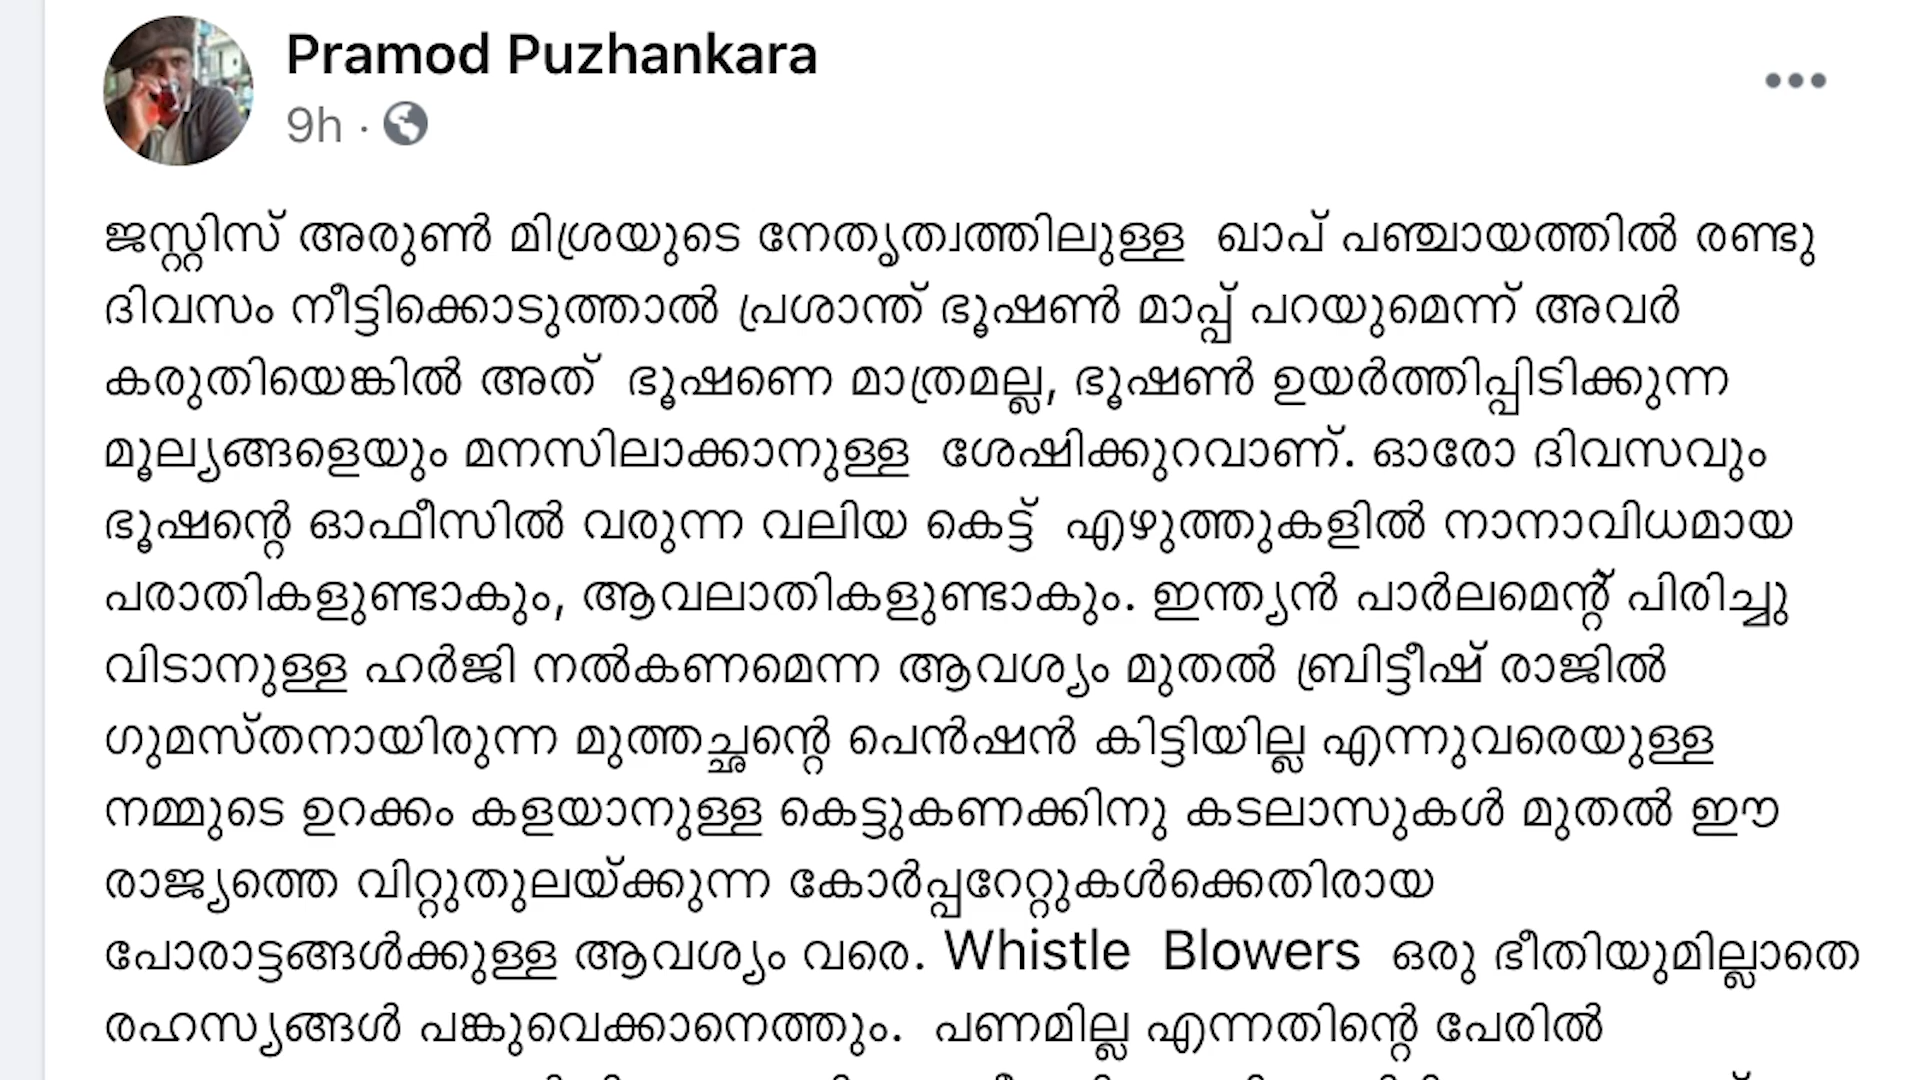 Pramod Puzhankara
9h ·
ജസ്റ്റിസ് അരുൺ മിശ്രയുടെ നേതൃത്വത്തിലുള്ള ഖാപ് പഞ്ചായത്തിൽ രണ്ടു
ദിവസം നീട്ടിക്കൊടുത്താൽ പ്രശാന്ത് ഭൂഷൺ മാപ്പ് പറയുമെന്ന് അവർ
കരുതിയെങ്കിൽ അത് ഭൂഷണെ മാത്രമല്ല, ഭൂഷൺ ഉയർത്തിപ്പിടിക്കുന്ന
മൂല്യങ്ങളെയും മനസിലാക്കാനുള്ള ശേഷിക്കുറവാണ്. ഓരോ ദിവസവും
ഭൂഷന്റെ ഓഫീസിൽ വരുന്ന വലിയ കെട്ട് എഴുത്തുകളിൽ നാനാവിധമായ
പരാതികളുണ്ടാകും, ആവലാതികളുണ്ടാകും. ഇന്ത്യൻ പാർലമെന്റ് പിരിച്ചു
വിടാനുള്ള ഹർജി നൽകണമെന്ന ആവശ്യം മുതൽ ബ്രിട്ടീഷ് രാജിൽ
ഗുമസ്തനായിരുന്ന മുത്തച്ഛന്റെ പെൻഷൻ കിട്ടിയില്ല എന്നുവരെയുള്ള
നമ്മുടെ ഉറക്കം കളയാനുള്ള കെട്ടുകണക്കിനു കടലാസുകൾ മുതൽ ഈ
രാജ്യത്തെ വിറ്റുതുലയ്ക്കുന്ന കോർപ്പറേറ്റുകൾക്കെതിരായ
പോരാട്ടങ്ങൾക്കുള്ള ആവശ്യം വരെ. Whistle Blowers ഒരു ഭീതിയുമില്ലാതെ
രഹസ്യങ്ങൾ പങ്കുവെക്കാനെത്തും. പണമില്ല എന്നതിന്റെ പേരിൽ